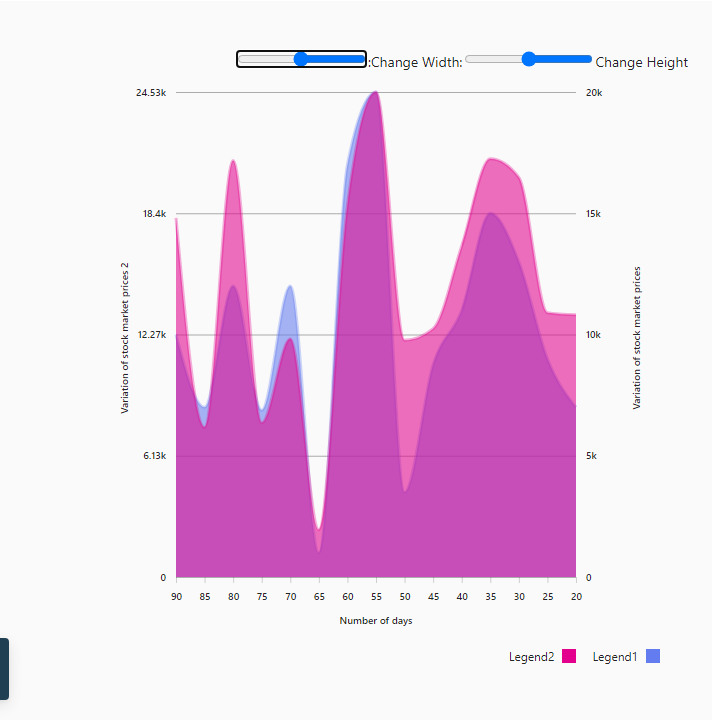 :Change Width: Change Height
24.53k 20k
18.4k 15k
12.27k 10k
6.13k 5k
0 0
Variation of stock market prices 2
Variation of stock market prices
90 85 80 75 70 65 60 55 50 45 40 35 30 25 20
Number of days
Legend2 Legend1